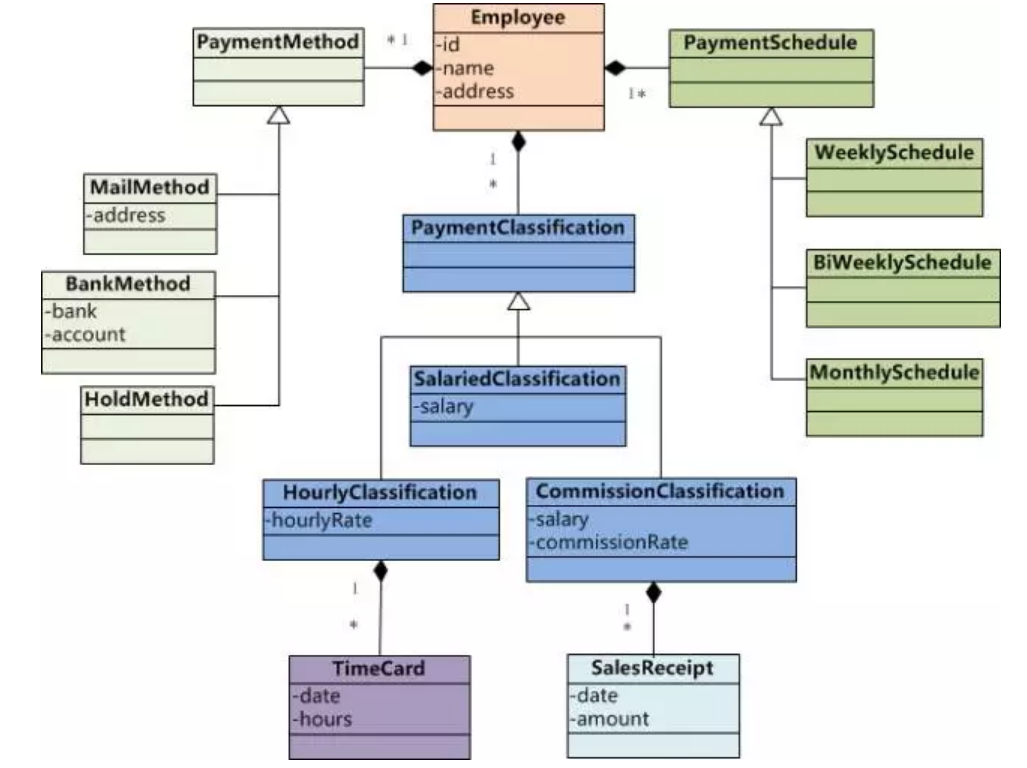 Employee
-id
-name
-address
PaymentMethod
* 1
PaymentSchedule
1*
1
*
MailMethod
-address
BankMethod
-bank
-account
HoldMethod
PaymentClassification
WeeklySchedule
BiWeeklySchedule
MonthlySchedule
SalariedClassification
-salary
HourlyClassification
-hourlyRate
CommissionClassification
-salary
-commissionRate
1
*
1
*
TimeCard
-date
-hours
SalesReceipt
-date
-amount